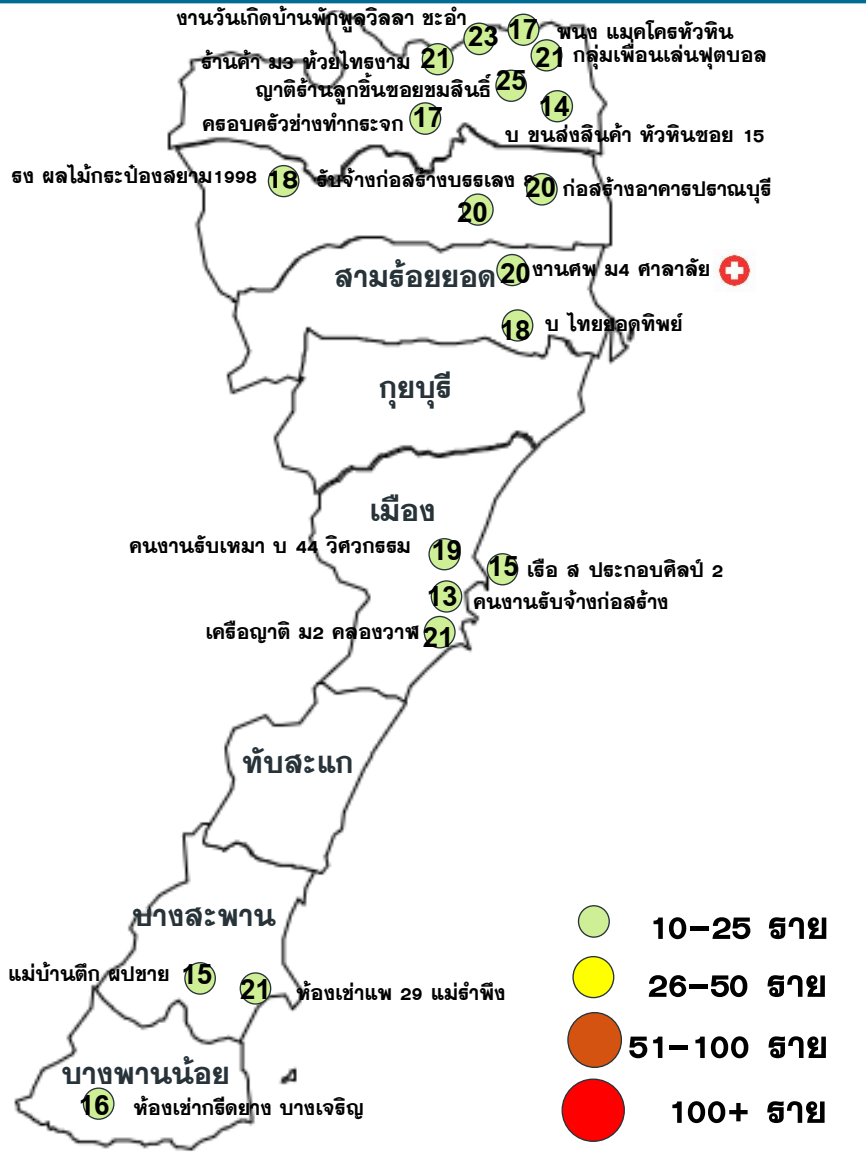 งานวันเกิดบ้านพักพูลวิลลา ชะอำ
23
17
พนง แมคโครหัวหิน
ร้านค้า ม3 ห้วยไทรงาม
21
21
กลุ่มเพื่อนเล่นฟุตบอล
ญาติร้านลูกชิ้นซอยชมสินธิ์
25
14
ครอบครัวช่างทำกระจก
17
บ ขนส่งสินค้า หัวหินซอย 15
รง ผลไม้กระป๋องสยาม1998
18
รับจ้างก่อสร้างบรรเลง
20
20
ก่อสร้างอาคารปราณบุรี
สามร้อยยอด
20
งานศพ ม4 ศาลาลัย
18
บ ไทยยอดทิพย์
กุยบุรี
เมือง
คนงานรับเหมา บ 44 วิศวกรรม
19
15
เรือ ส ประกอบศิลป์ 2
13
คนงานรับจ้างก่อสร้าง
เครือญาติ ม2 คลองวาฬ
21
ทับสะแก
บางสะพาน
แม่บ้านตึก ผปชาย
15
21
ห้องเช่าแพ 29 แม่รำพึง
บางพานน้อย
16
ห้องเช่ากรีดยาง บางเจริญ
10-25 ราย
26-50 ราย
51-100 ราย
100+ ราย